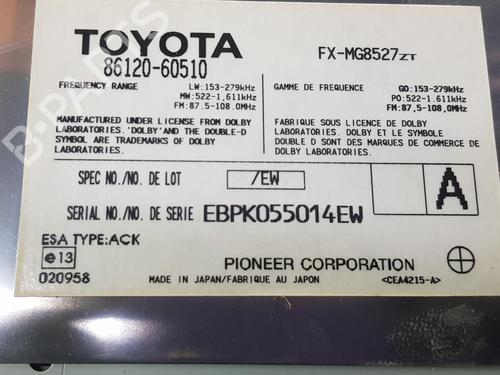 TOYOTA
86120-60510
FX-MG8527ZT
FREQUENCY RANGE
LW:153-279kHz
MW:522-1,611kHz
FM:87.5-108.0MHz
GAMME DE FREQUENCE
GO:153-279kHz
PO:522-1,611kHz
FM:87.5-108.0MHz
MANUFACTURED UNDER LICENSE FROM DOLBY
LABORATORIES. 'DOLBY'AND THE DOUBLE-D
SYMBOL ARE TRADEMARKS OF DOLBY
LABORATORIES.
FABRIQUE SOUS LICENCE DE DOLBY
LABORATORIES. DOLBY ET LE SYMBOLE
DOUBLE D SONT DES MARQUES DE COMMERCE DE
DOLBY LABORATORIES.
SPEC NO./NO. DE LOT
/EW
A
SERIAL NO./NO. DE SERIE EBPK055014EW
ESA TYPE:ACK
e13
020958
PIONEER CORPORATION
MADE IN JAPAN/FABRIQUE AU JAPON
<CEA4215-A>
B-PARTS